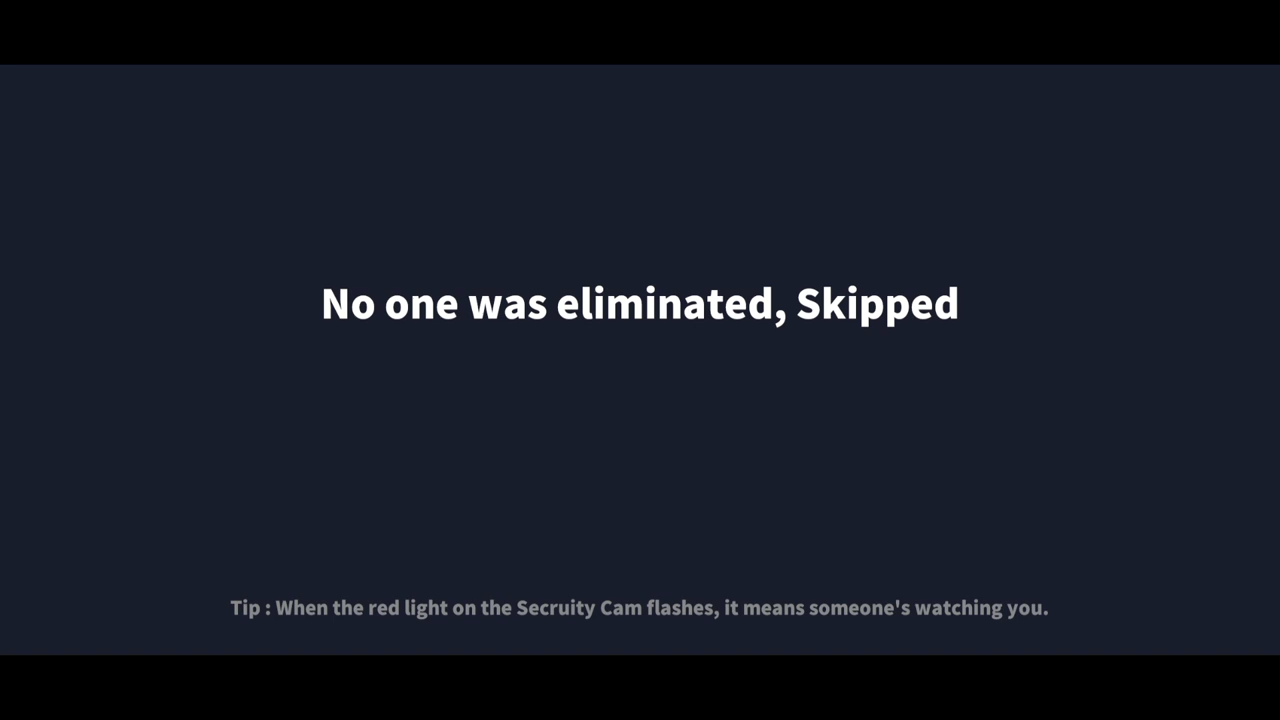 No one was eliminated, Skipped
Tip : When the red light on the Secruity Cam flashes, it means someone's watching you.